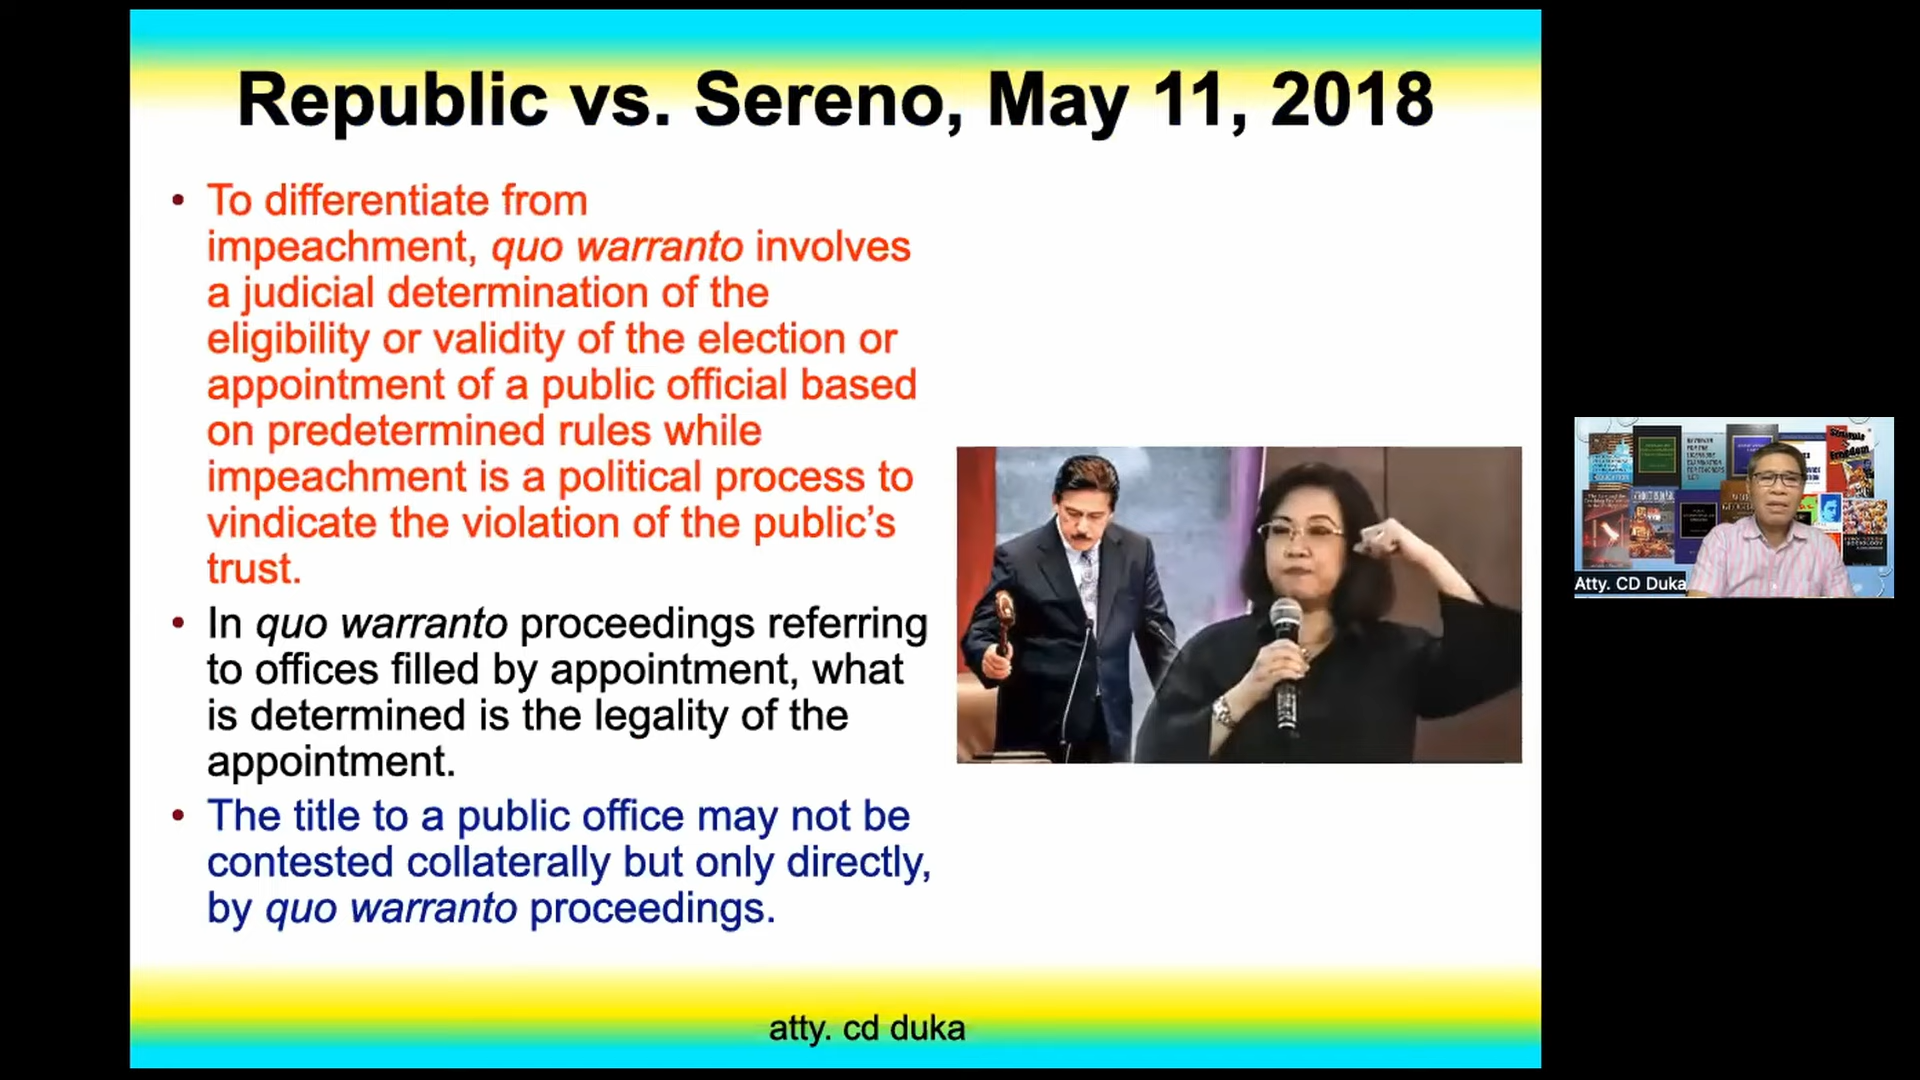 Republic vs. Sereno, May 11, 2018
• To differentiate from
impeachment, quo warranto involves
a judicial determination of the
eligibility or validity of the election or
appointment of a public official based
on predetermined rules while
impeachment is a political process to
vindicate the violation of the public’s
trust.
• In quo warranto proceedings referring
to offices filled by appointment, what
is determined is the legality of the
appointment.
• The title to a public office may not be
contested collaterally but only directly,
by quo warranto proceedings.
atty. cd duka
Atty. CD Duka